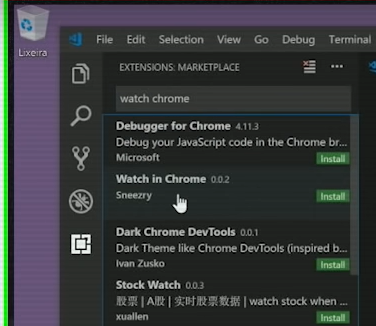 Lixeira
File Edit Selection View Go Debug Terminal
EXTENSIONS: MARKETPLACE
watch chrome
Debugger for Chrome 4.11.3
Debug your JavaScript code in the Chrome br...
Microsoft Install
Watch in Chrome 0.0.2
Sneezry Install
Dark Chrome DevTools 0.0.1
Dark Theme like Chrome DevTools (inspired b...
Ivan Zusko Install
Stock Watch 0.0.3
股票 | A股 | 实时股票数据 | watch stock when ...
xuallen Install